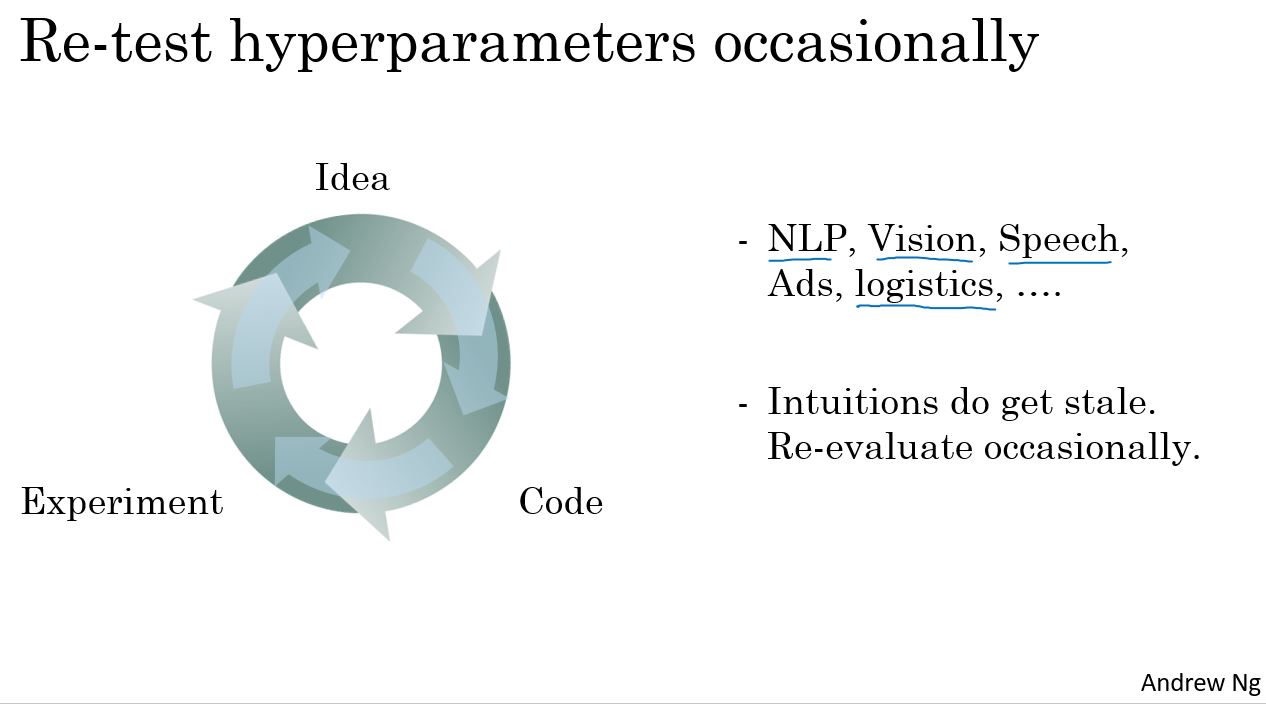 Re-test hyperparameters occasionally
Idea
Experiment
Code
- NLP, Vision, Speech,
Ads, logistics, ....
- Intuitions do get stale.
Re-evaluate occasionally.
Andrew Ng